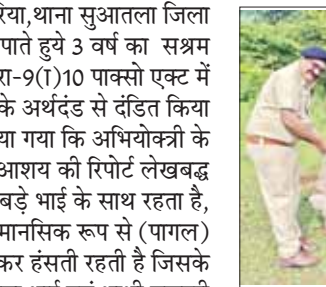 रिया,थाना सुआतला जिला
पाते हुये 3 वर्ष का सश्रम
रा-9(I)10 पाक्सो एक्ट में
के अर्थदंड से दंडित किया
या गया कि अभियोक्त्री के
आशय की रिपोर्ट लेखबद्ध
बडे भाई के साथ रहता है,
मानसिक रूप से (पागल)
कर हंसती रहती है जिसके